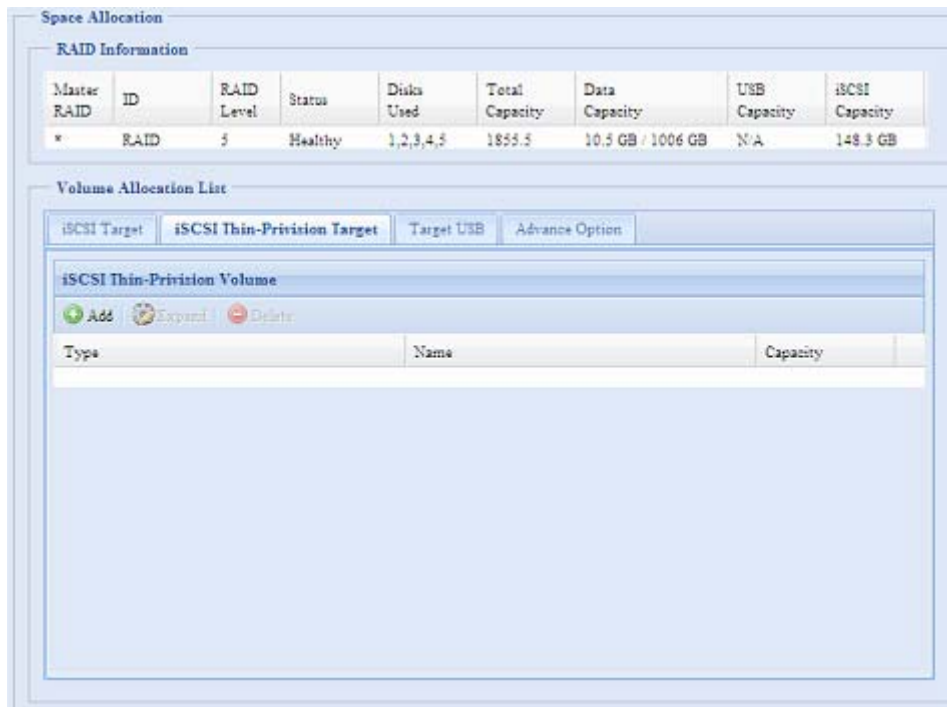 Space Allocation
RAID Information
Master RAID ID RAID Level Status Disks Used Total Capacity Data Capacity USB Capacity iSCSI Capacity
* RAID 5 Healthy 1,2,3,4,5 1855.5 10.5 GB / 1006 GB N/A 148.3 GB
Volume Allocation List
iSCSI Target iSCSI Thin-Privision Target Target USB Advance Option
iSCSI Thin-Privision Volume
Add Expand Delete
Type Name Capacity